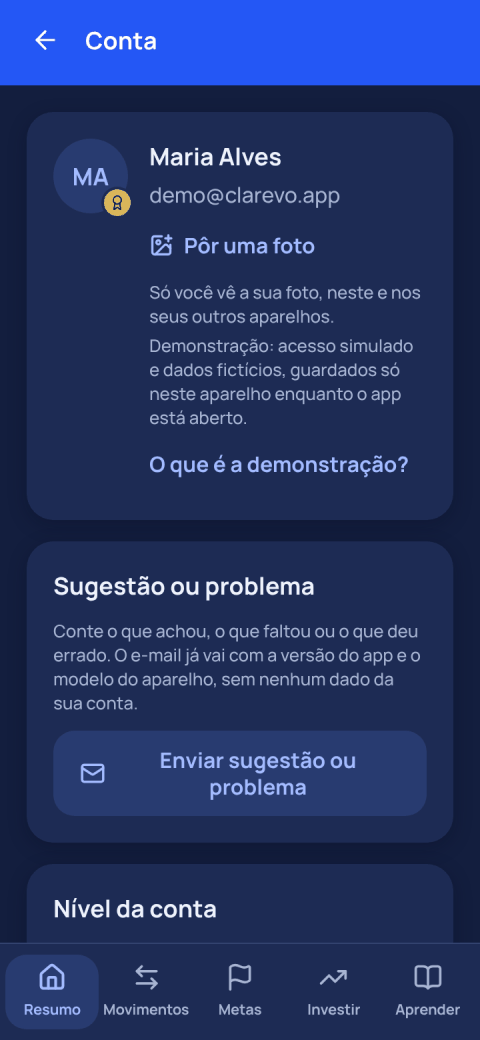 Conta
MA
Maria Alves
demo@clarevo.app
Pôr uma foto
Só você vê a sua foto, neste e nos
seus outros aparelhos.
Demonstração: acesso simulado
e dados fictícios, guardados só
neste aparelho enquanto o app
está aberto.
O que é a demonstração?
Sugestão ou problema
Conte o que achou, o que faltou ou o que deu
errado. O e-mail já vai com a versão do app e o
modelo do aparelho, sem nenhum dado da
sua conta.
Enviar sugestão ou
problema
Nível da conta
Resumo
Movimentos
Metas
Investir
Aprender